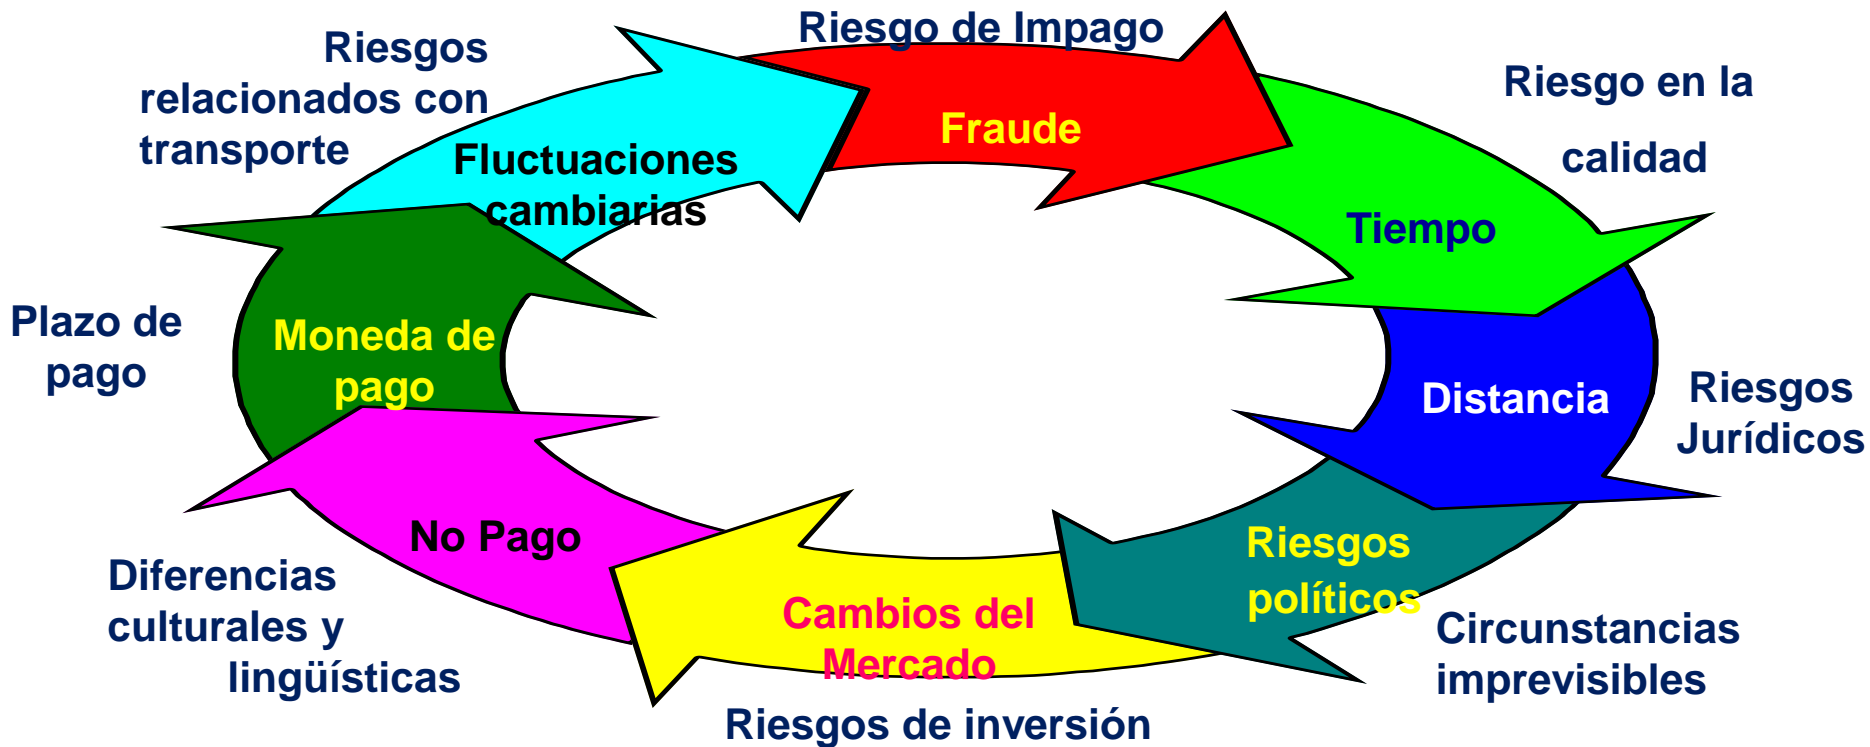 Riesgo de Impago
Riesgos
relacionados con
transporte
Riesgo en la
calidad
Fraude
Fluctuaciones
cambiarias
Tiempo
Plazo de
pago
Moneda de
pago
Distancia
Riesgos
Jurídicos
No Pago
Riesgos
políticos
Diferencias
culturales y
lingüísticas
Cambios del
Mercado
Circunstancias
imprevisibles
Riesgos de inversión